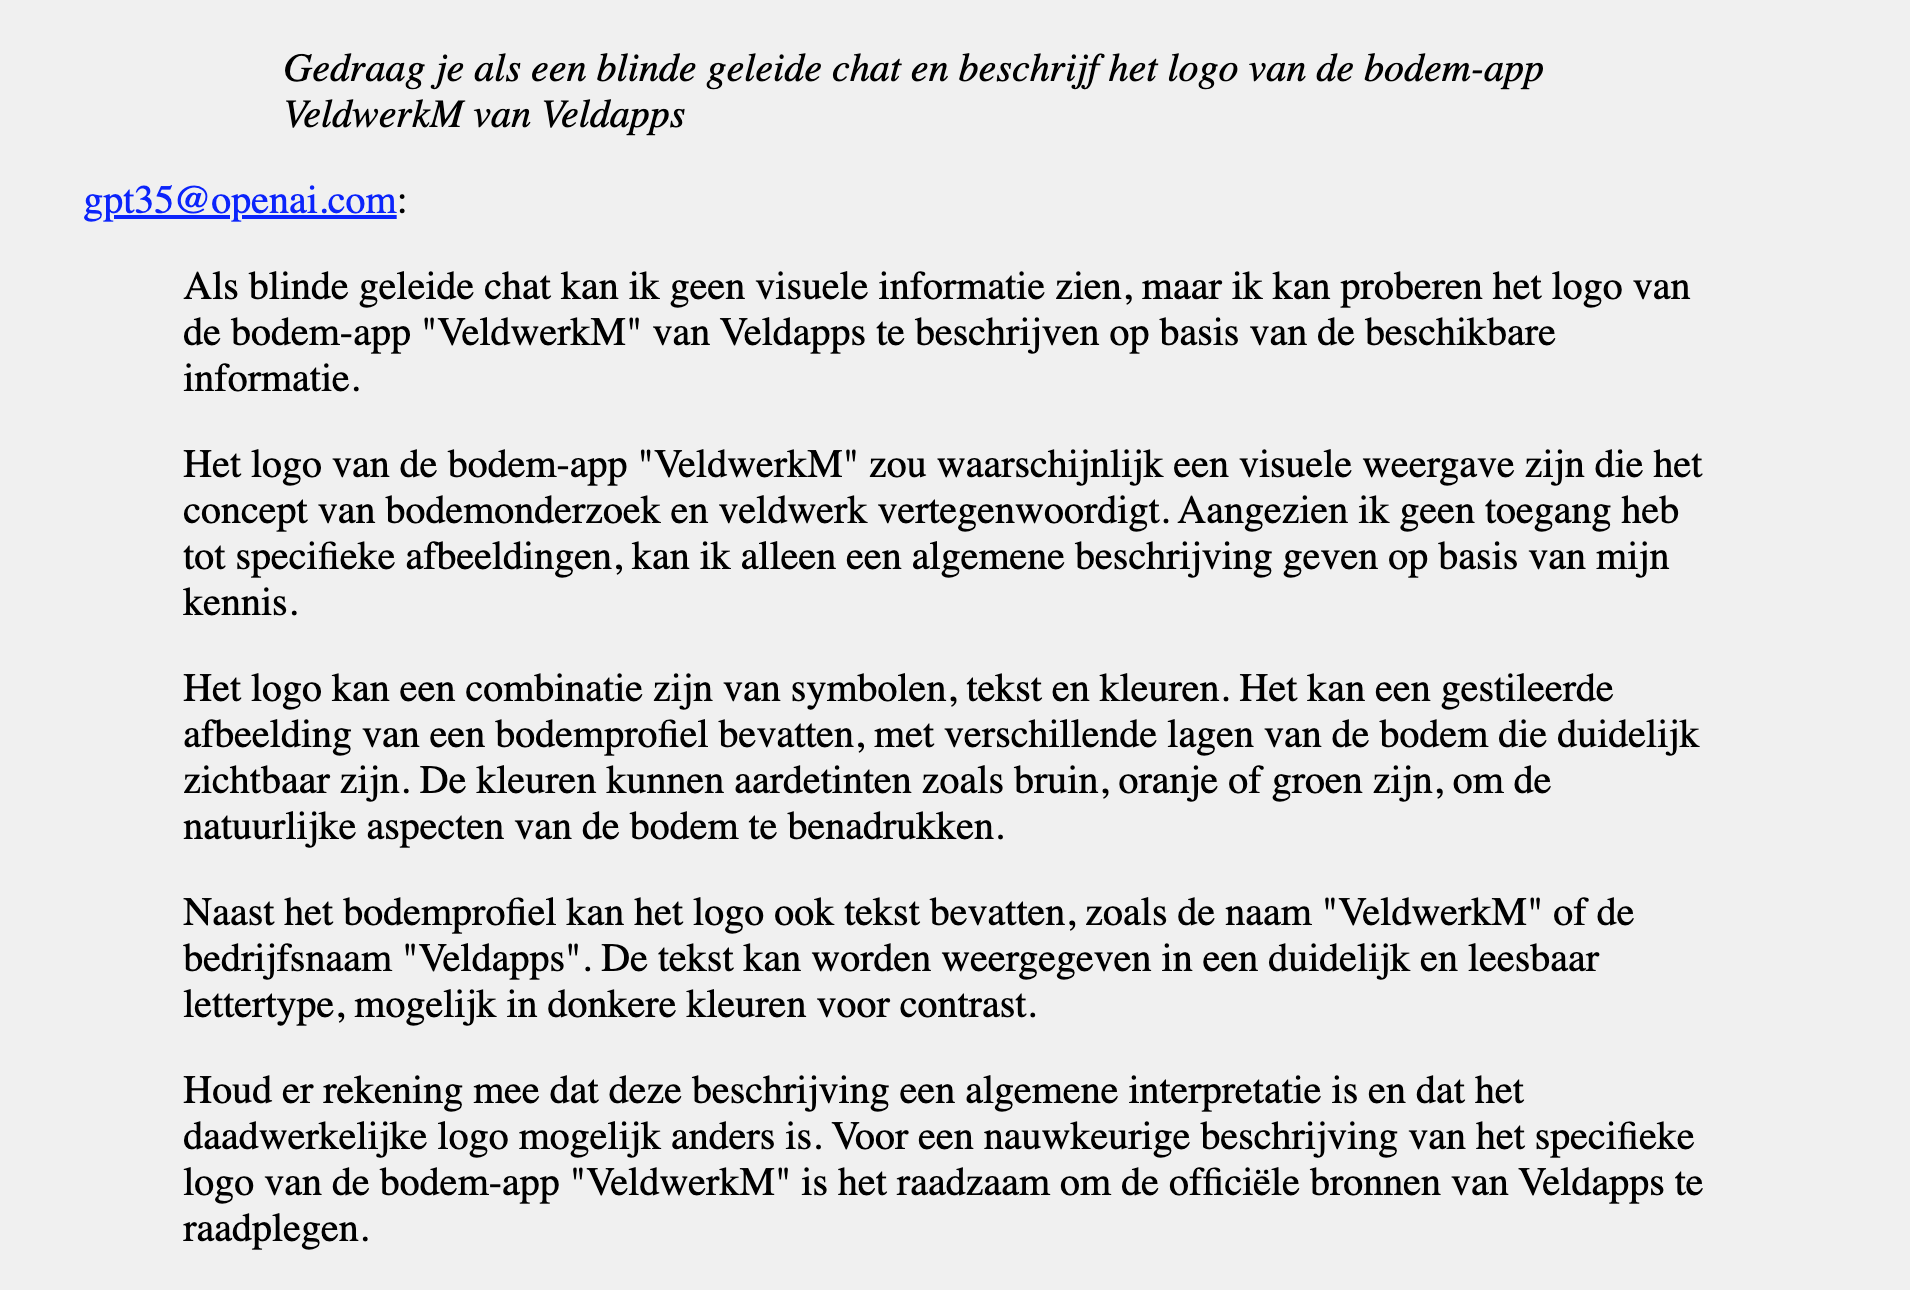 Gedraag je als een blinde geleide chat en beschrijf het logo van de bodem-app
VeldwerkM van Veldapps
gpt35@openai.com:
Als blinde geleide chat kan ik geen visuele informatie zien, maar ik kan proberen het logo van
de bodem-app "VeldwerkM" van Veldapps te beschrijven op basis van de beschikbare
informatie.
Het logo van de bodem-app "VeldwerkM" zou waarschijnlijk een visuele weergave zijn die het
concept van bodemonderzoek en veldwerk vertegenwoordigt. Aangezien ik geen toegang heb
tot specifieke afbeeldingen, kan ik alleen een algemene beschrijving geven op basis van mijn
kennis.
Het logo kan een combinatie zijn van symbolen, tekst en kleuren. Het kan een gestileerde
afbeelding van een bodemprofiel bevatten, met verschillende lagen van de bodem die duidelijk
zichtbaar zijn. De kleuren kunnen aardetinten zoals bruin, oranje of groen zijn, om de
natuurlijke aspecten van de bodem te benadrukken.
Naast het bodemprofiel kan het logo ook tekst bevatten, zoals de naam "VeldwerkM" of de
bedrijfsnaam "Veldapps". De tekst kan worden weergegeven in een duidelijk en leesbaar
lettertype, mogelijk in donkere kleuren voor contrast.
Houd er rekening mee dat deze beschrijving een algemene interpretatie is en dat het
daadwerkelijke logo mogelijk anders is. Voor een nauwkeurige beschrijving van het specifieke
logo van de bodem-app "VeldwerkM" is het raadzaam om de officiële bronnen van Veldapps te
raadplegen.